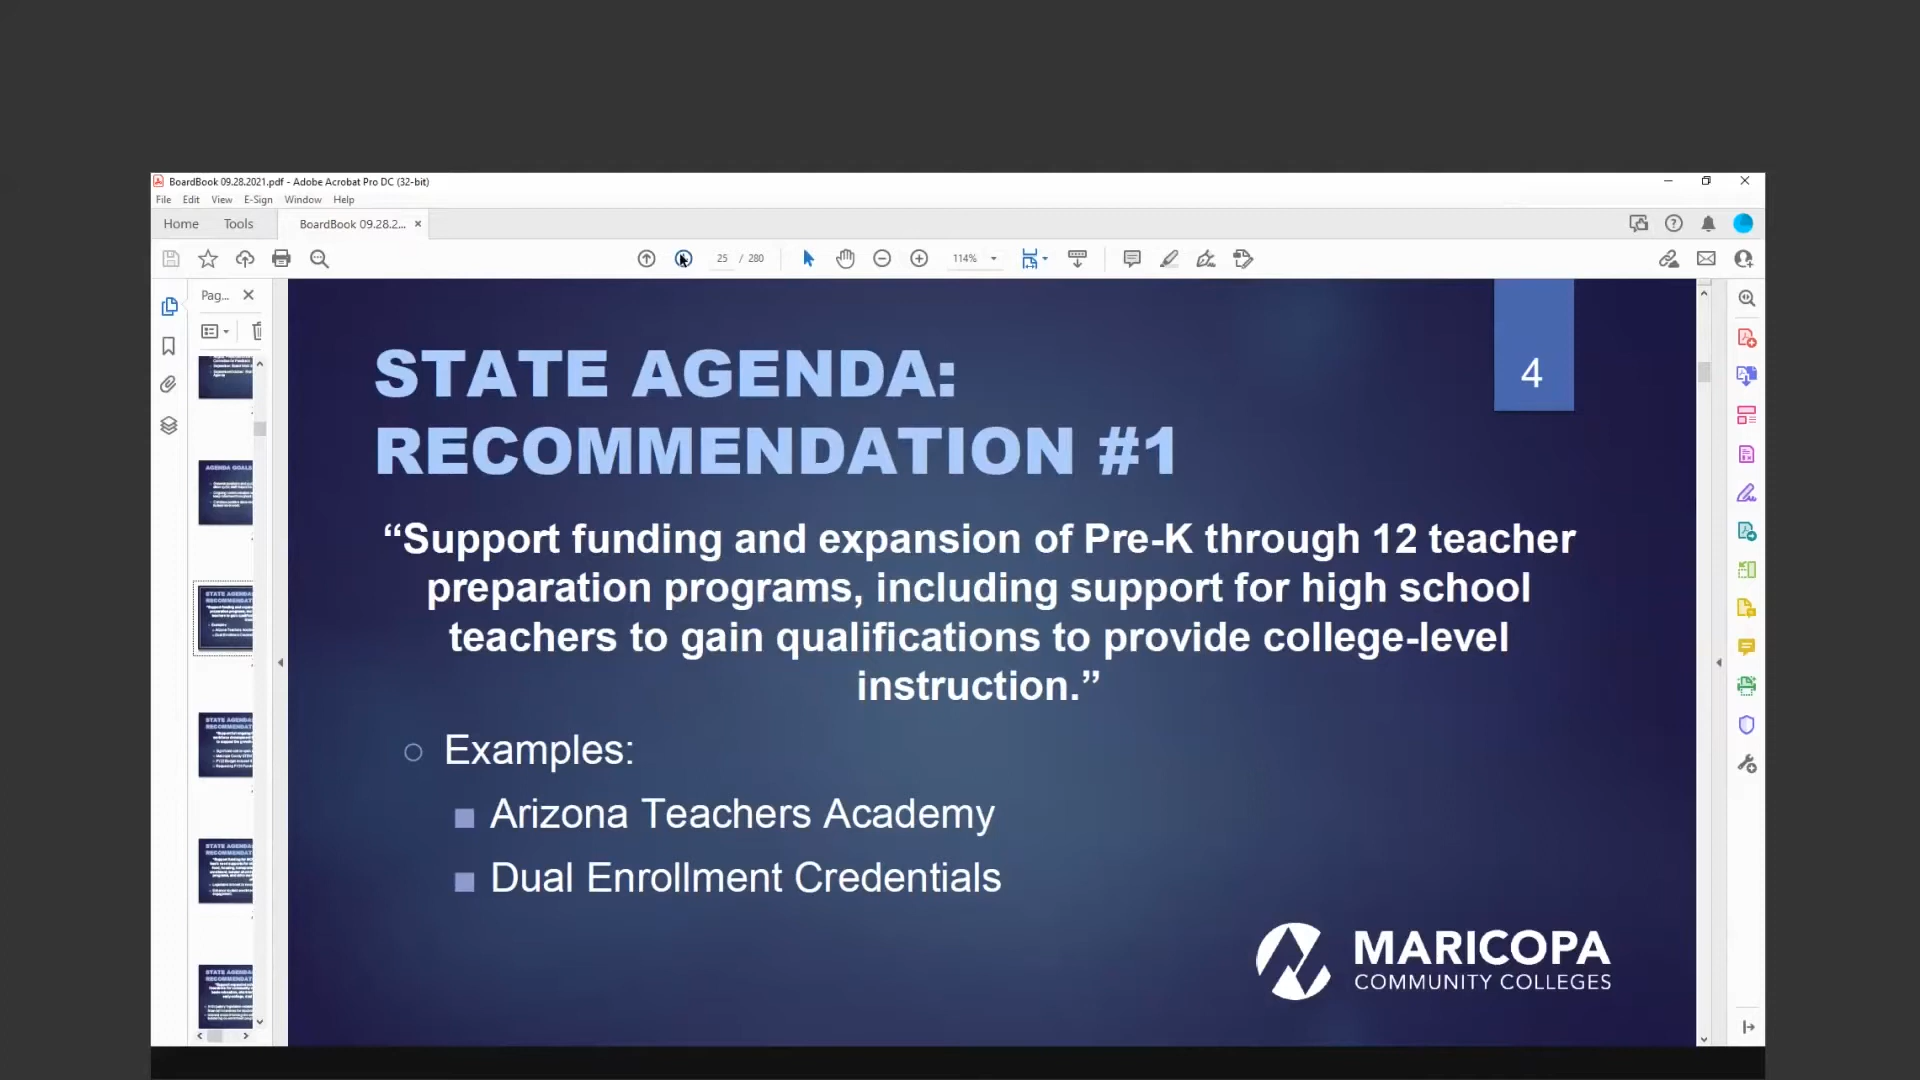 BoardBook 09.28.2021.pdf - Adobe Acrobat Pro DC (32-bit)
File Edit View E-Sign Window Help
Home Tools BoardBook 09.28.2...
25 / 280 114%
Pag...
STATE AGENDA:
RECOMMENDATION #1
4
“Support funding and expansion of Pre-K through 12 teacher
preparation programs, including support for high school
teachers to gain qualifications to provide college-level
instruction.”
Examples:
Arizona Teachers Academy
Dual Enrollment Credentials
MARICOPA
COMMUNITY COLLEGES